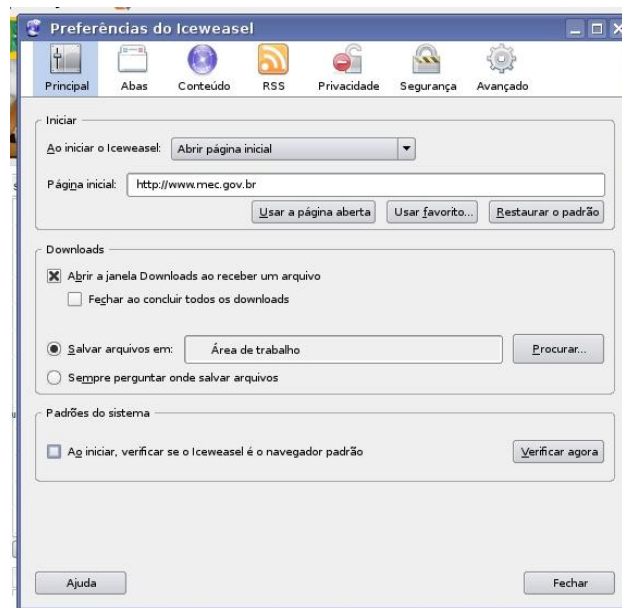 Preferências do Iceweasel
Principal Abas Conteúdo RSS Privacidade Segurança Avançado
Iniciar
Ao iniciar o Iceweasel: Abrir página inicial
Página inicial: http://www.mec.gov.br
Usar a página aberta Usar favorito... Restaurar o padrão
Downloads
Abrir a janela Downloads ao receber um arquivo
Fechar ao concluir todos os downloads
Salvar arquivos em: Área de trabalho Procurar...
Sempre perguntar onde salvar arquivos
Padrões do sistema
Ao iniciar, verificar se o Iceweasel é o navegador padrão Verificar agora
Ajuda Fechar